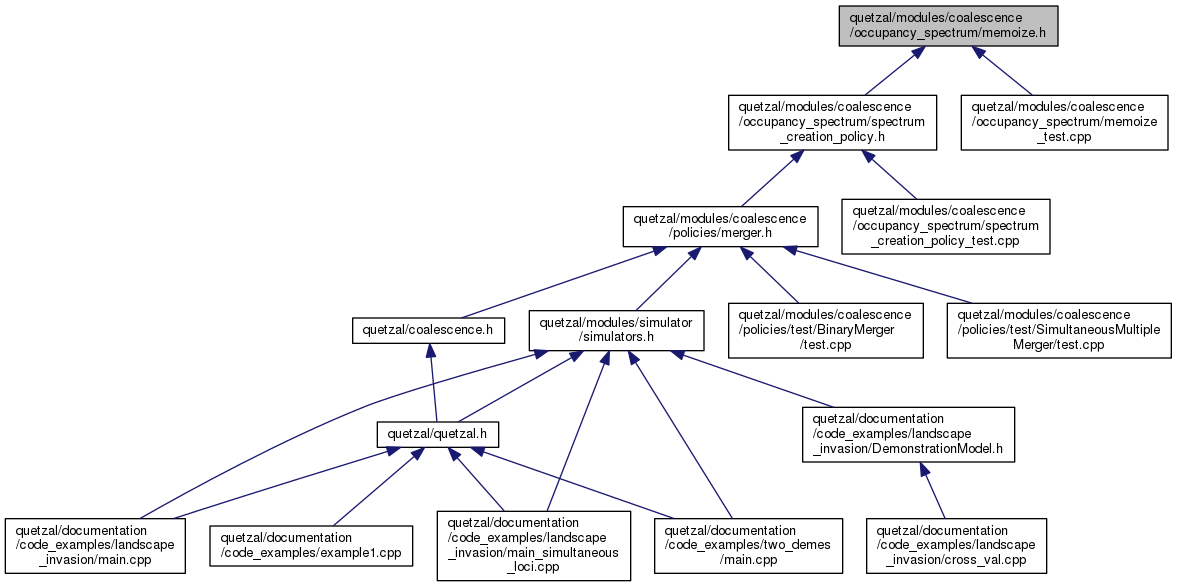 quetzal/modules/coalescence
/occupancy_spectrum/memoize.h
quetzal/modules/coalescence
/occupancy_spectrum/spectrum
_creation_policy.h
quetzal/modules/coalescence
/occupancy_spectrum/memoize
_test.cpp
quetzal/modules/coalescence
/policies/merger.h
quetzal/modules/coalescence
/occupancy_spectrum/spectrum
_creation_policy_test.cpp
quetzal/coalescence.h
quetzal/modules/simulator
/simulators.h
quetzal/modules/coalescence
/policies/test/BinaryMerger
/test.cpp
quetzal/modules/coalescence
/policies/test/SimultaneousMultiple
Merger/test.cpp
quetzal/quetzal.h
quetzal/documentation
/code_examples/landscape
_invasion/DemonstrationModel.h
quetzal/documentation
/code_examples/landscape
_invasion/main.cpp
quetzal/documentation
/code_examples/example1.cpp
quetzal/documentation
/code_examples/landscape
_invasion/main_simultaneous
_loci.cpp
quetzal/documentation
/code_examples/two_demes
/main.cpp
quetzal/documentation
/code_examples/landscape
_invasion/cross_val.cpp